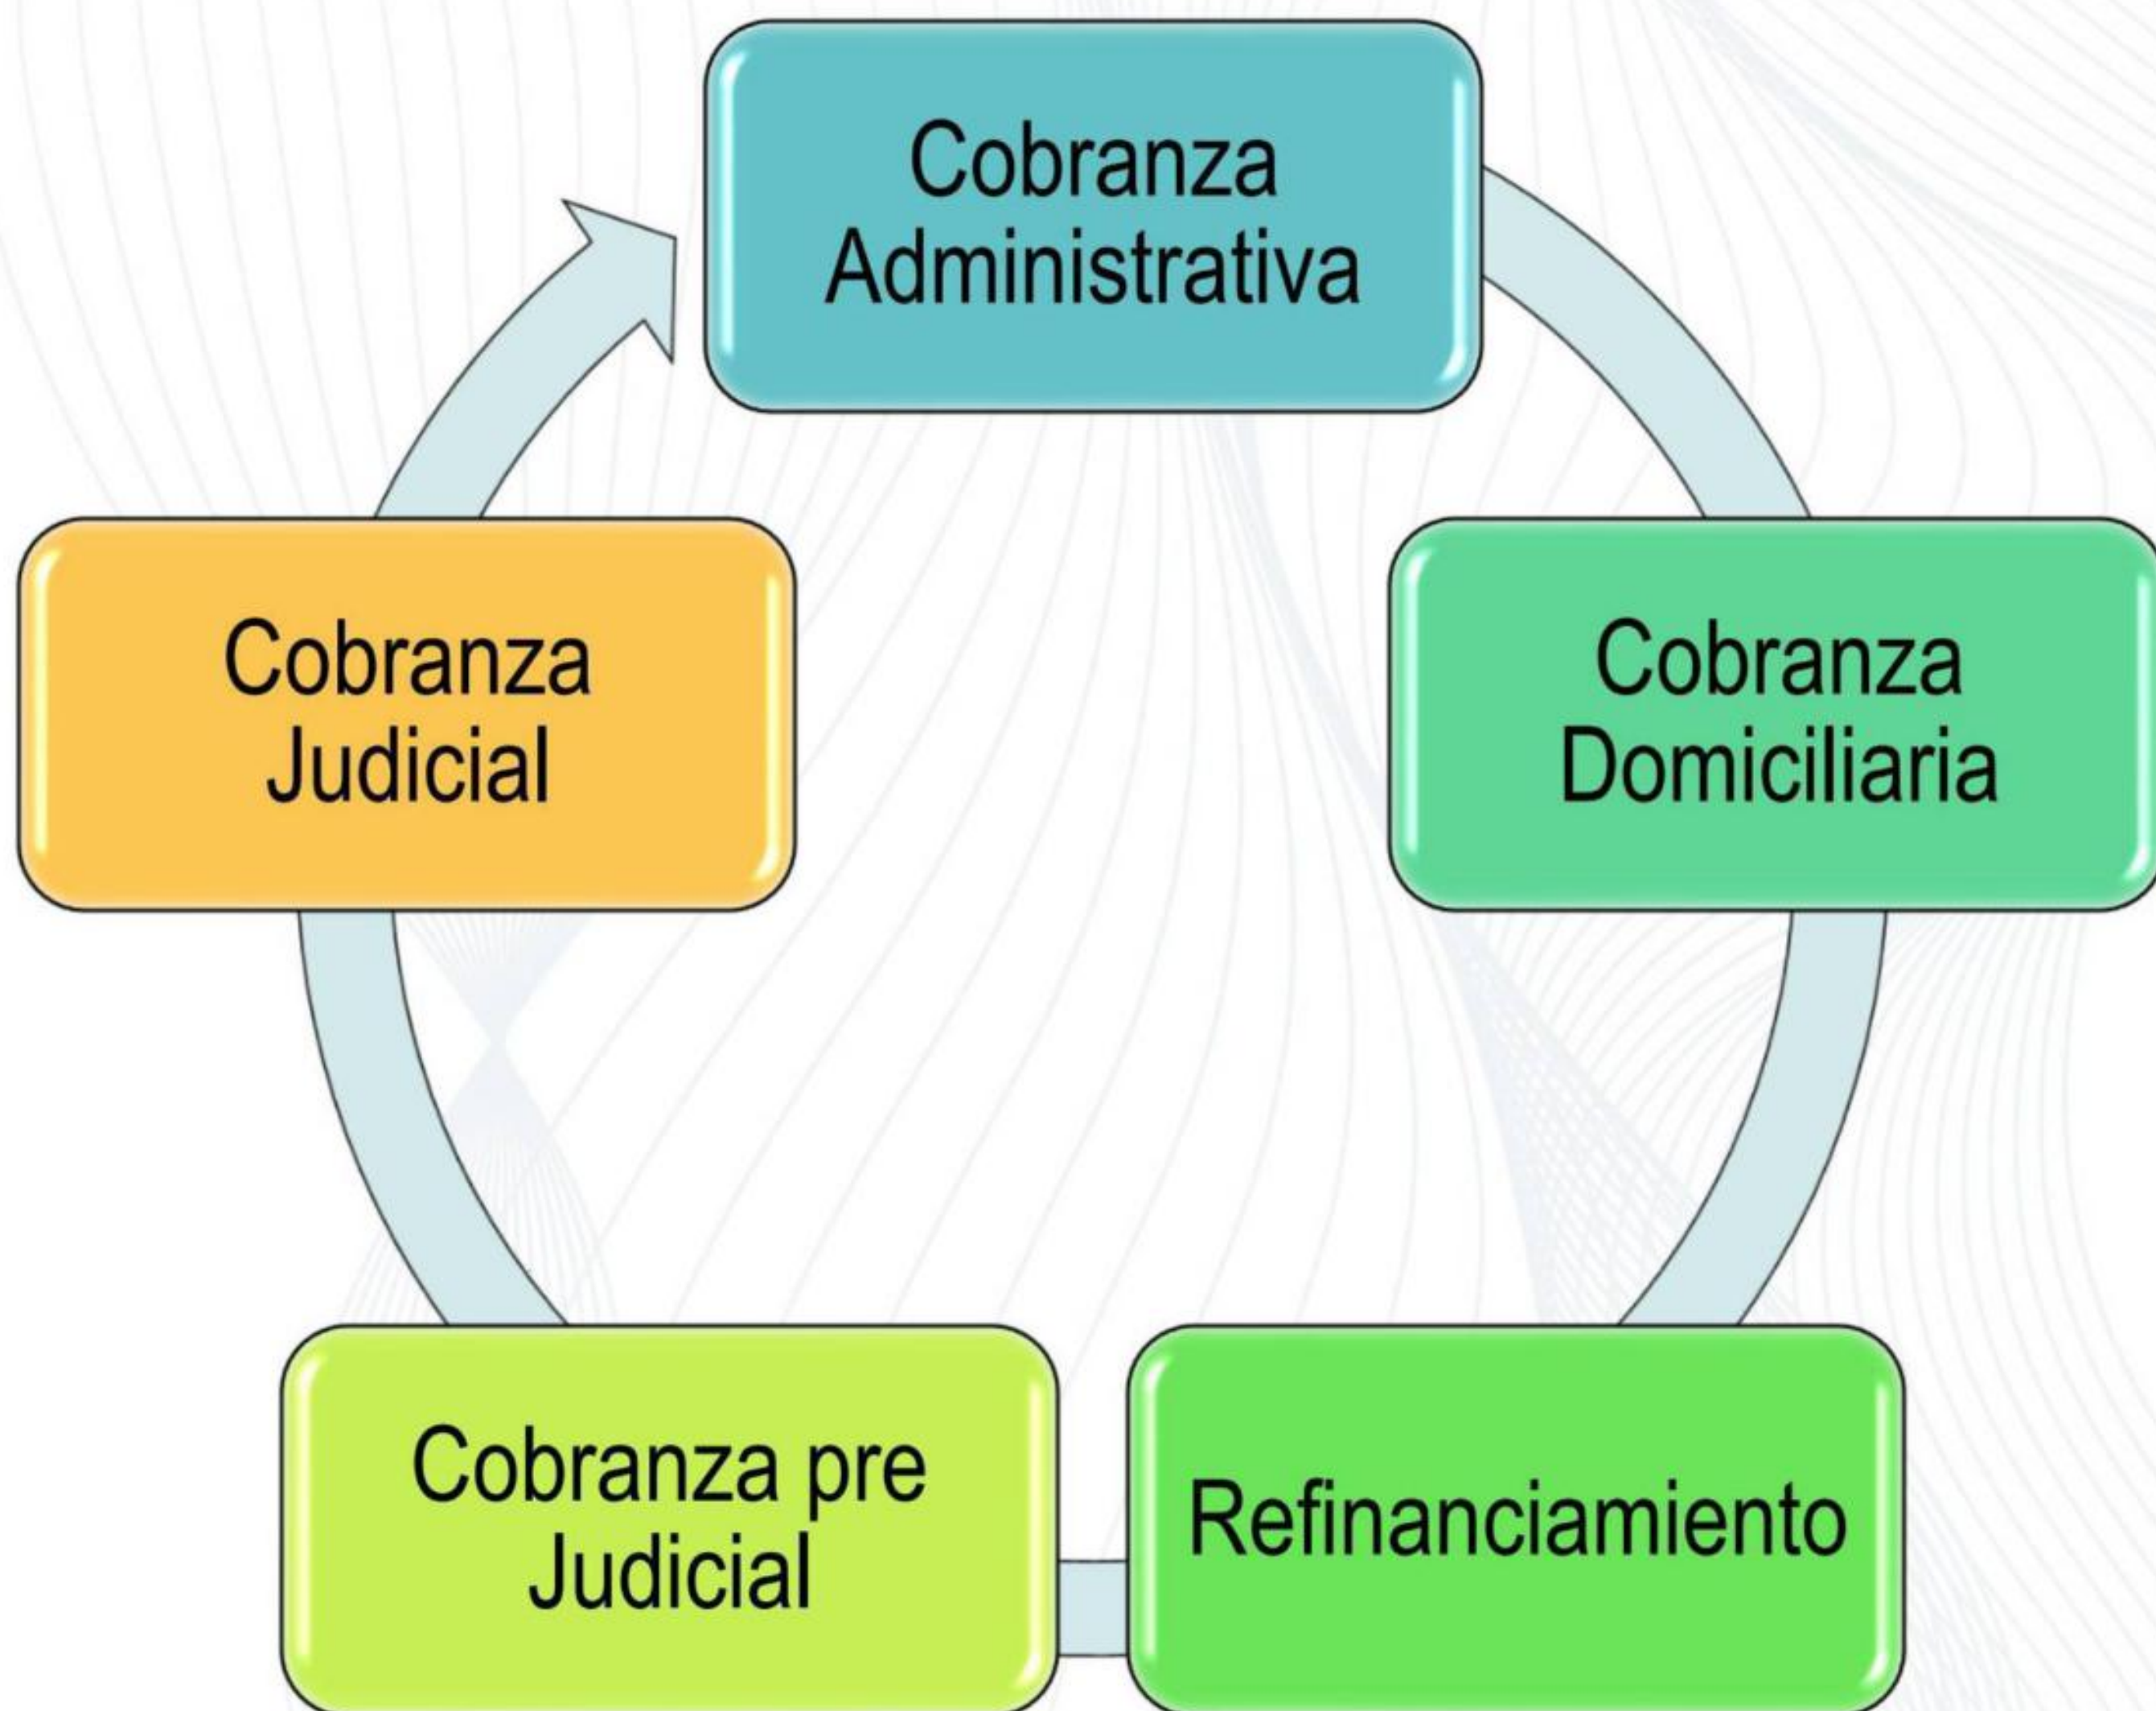 Cobranza
Administrativa
Cobranza
Domiciliaria
Refinanciamiento
Cobranza pre
Judicial
Cobranza
Judicial